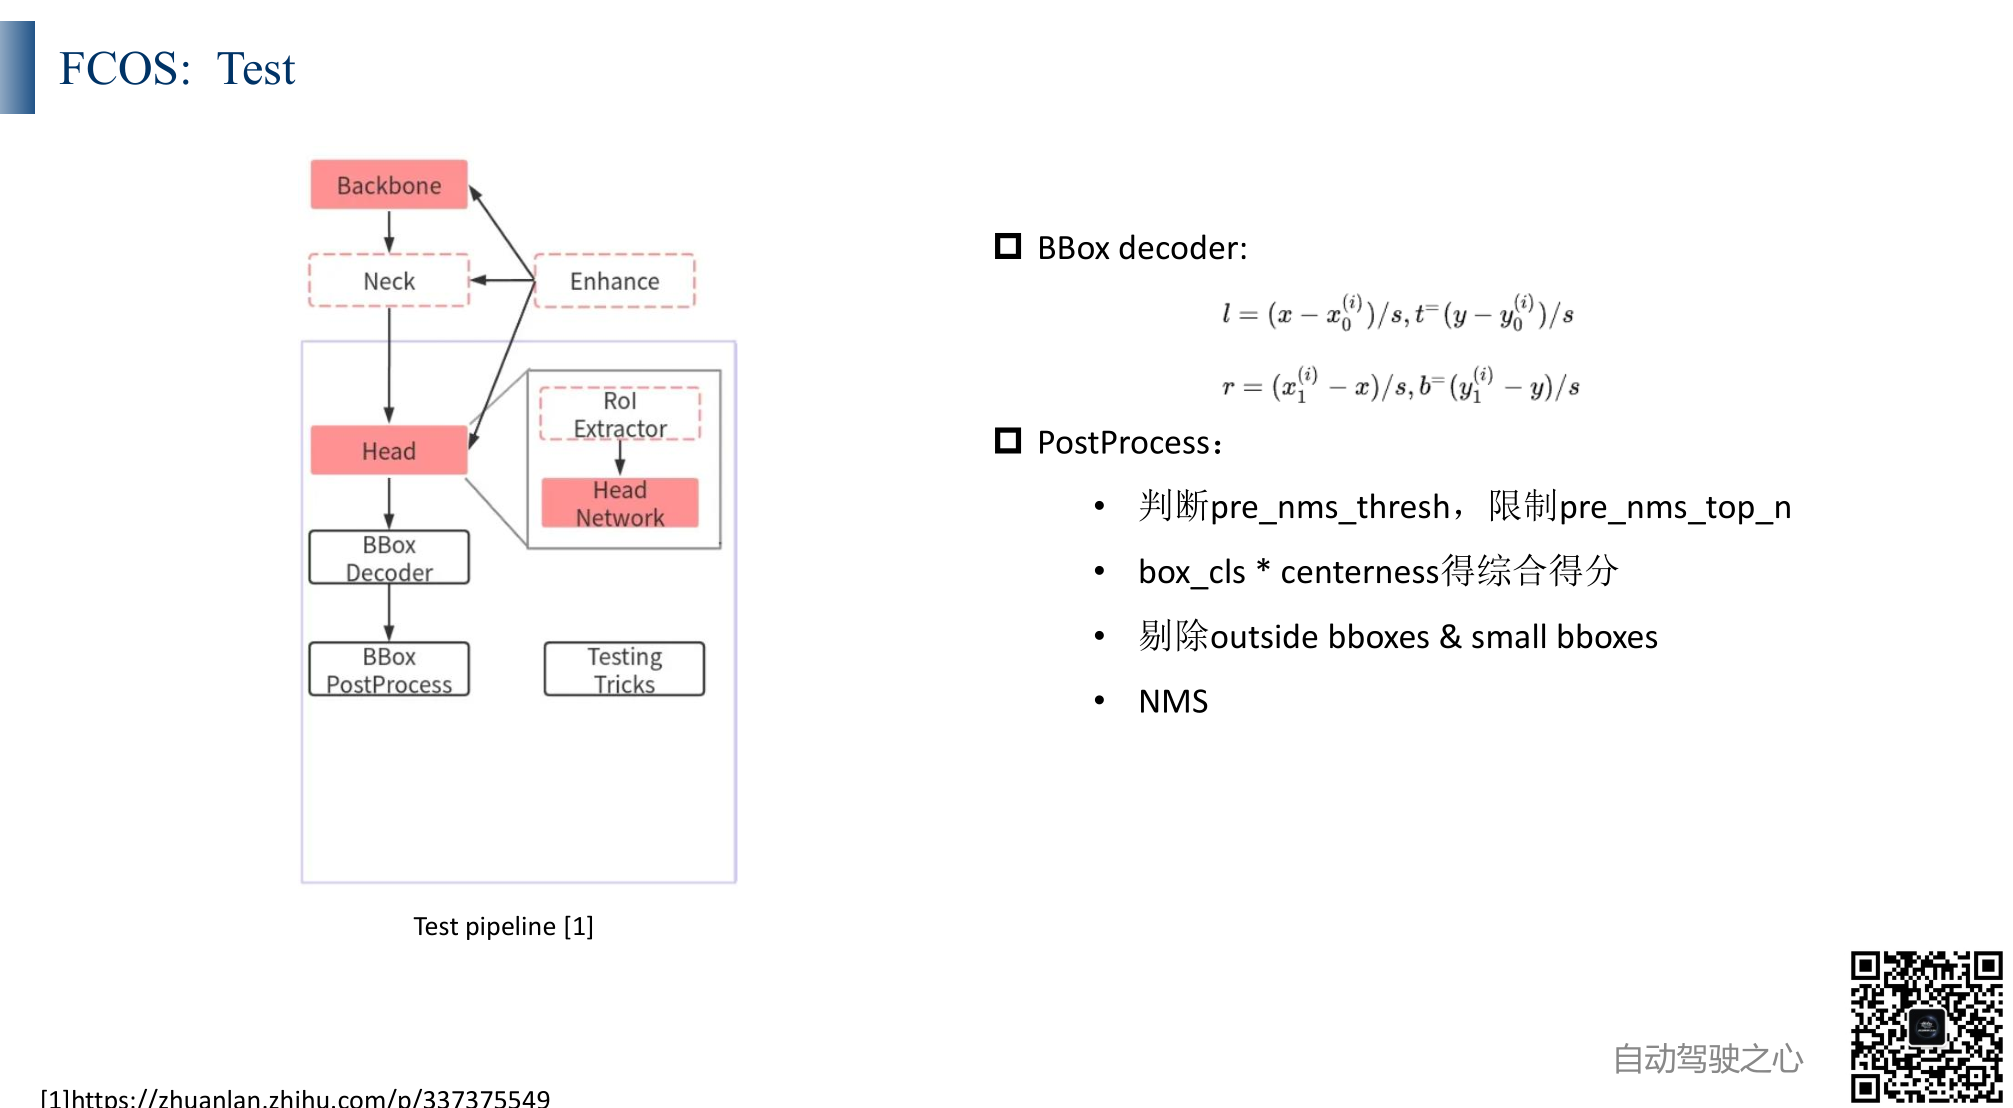 FCOS: Test
Backbone
Neck
Enhance
RoI
Extractor
Head
Head
Network
BBox
Decoder
BBox
PostProcess
Testing
Tricks
Test pipeline [1]
BBox decoder:
l = (x − x₀⁽ⁱ⁾)/s, t⁼(y − y₀⁽ⁱ⁾)/s
r = (x₁⁽ⁱ⁾ − x)/s, b⁼(y₁⁽ⁱ⁾ − y)/s
PostProcess：
• 判断pre_nms_thresh，限制pre_nms_top_n
• box_cls * centerness得综合得分
• 剔除outside bboxes & small bboxes
• NMS
自动驾驶之心
[1]https://zhuanlan.zhihu.com/p/337375549